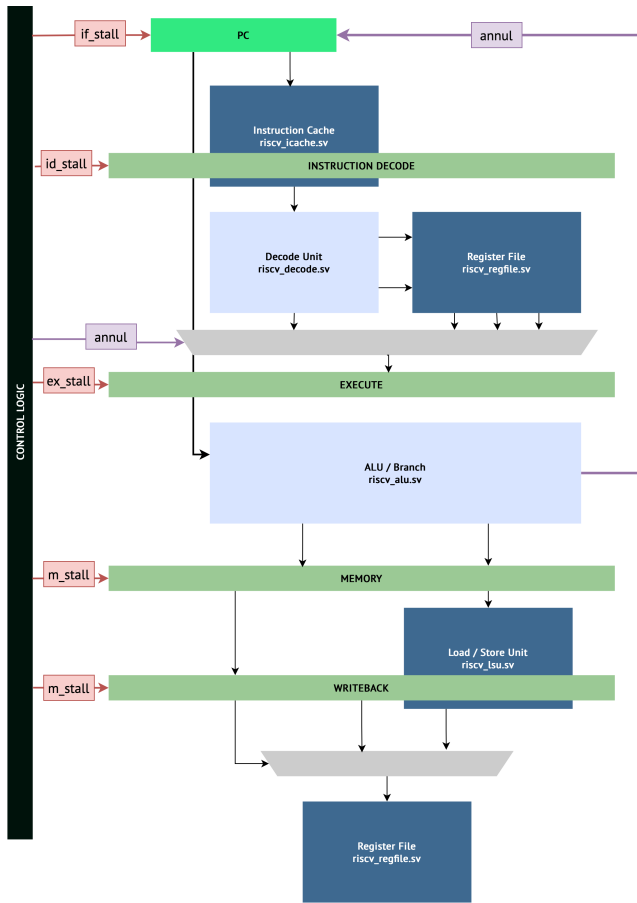 if_stall
PC
annul
Instruction Cache
riscv_icache.sv
id_stall
INSTRUCTION DECODE
Decode Unit
riscv_decode.sv
Register File
riscv_regfile.sv
annul
ex_stall
EXECUTE
CONTROL LOGIC
ALU / Branch
riscv_alu.sv
m_stall
MEMORY
Load / Store Unit
riscv_lsu.sv
m_stall
WRITEBACK
Register File
riscv_regfile.sv